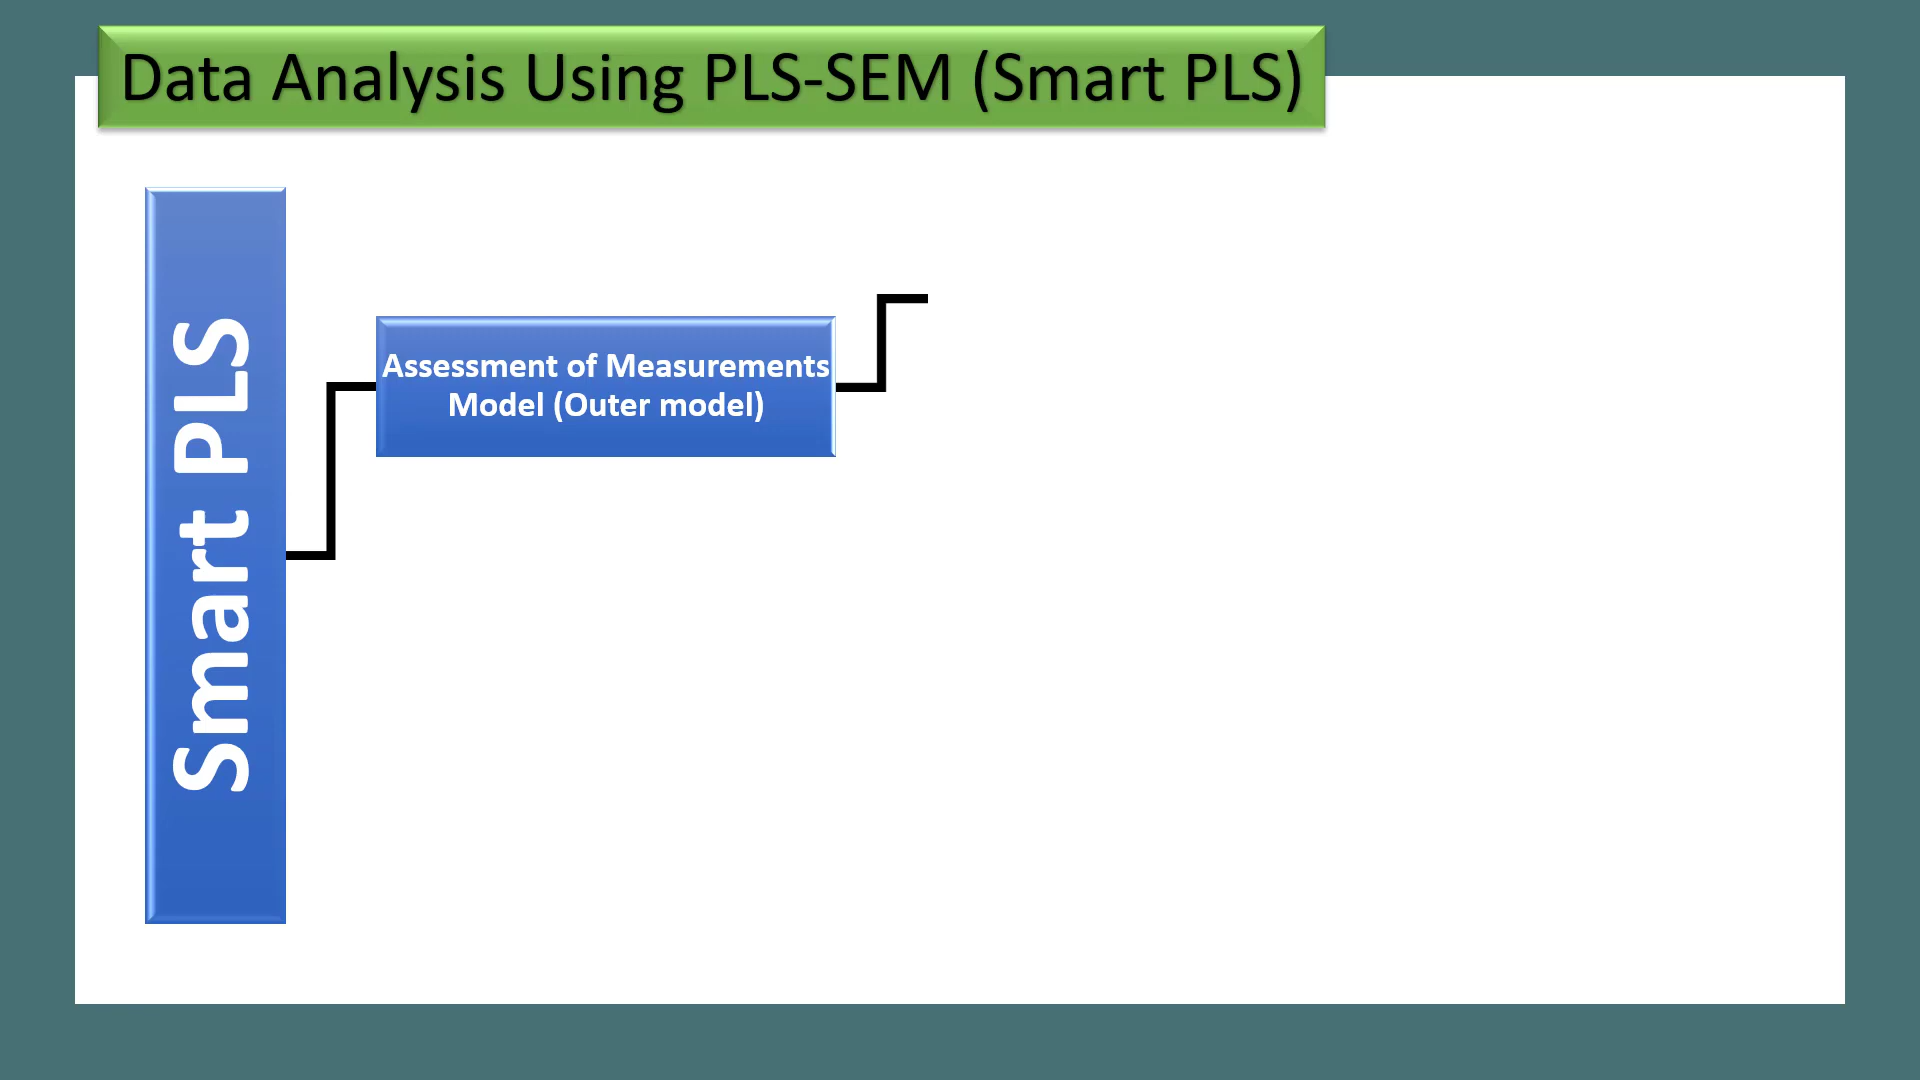 Data Analysis Using PLS-SEM (Smart PLS)
Smart PLS
Assessment of Measurements
Model (Outer model)